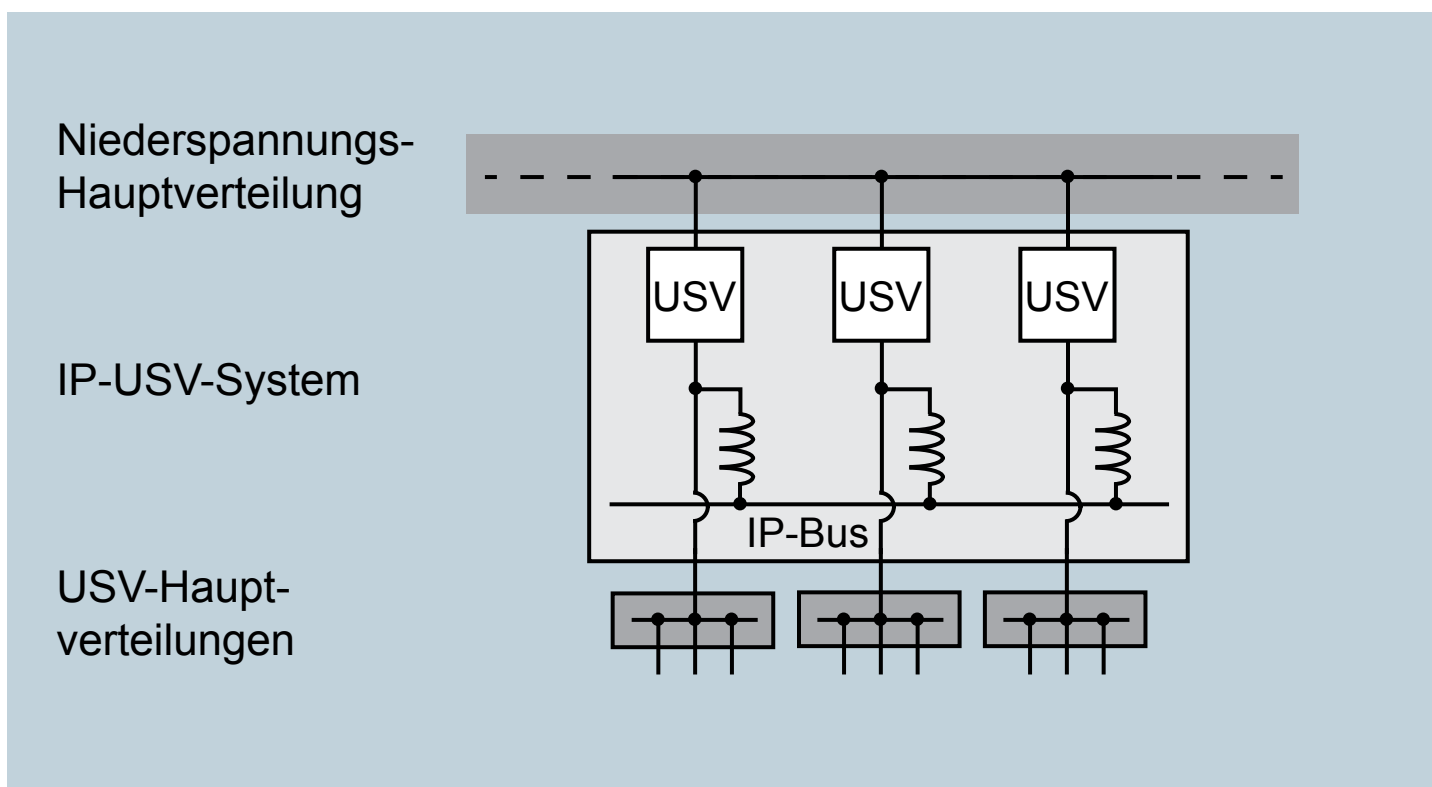 Niederspannungs-
Hauptverteilung
USV USV USV
IP-USV-System
IP-Bus
USV-Haupt-
verteilungen